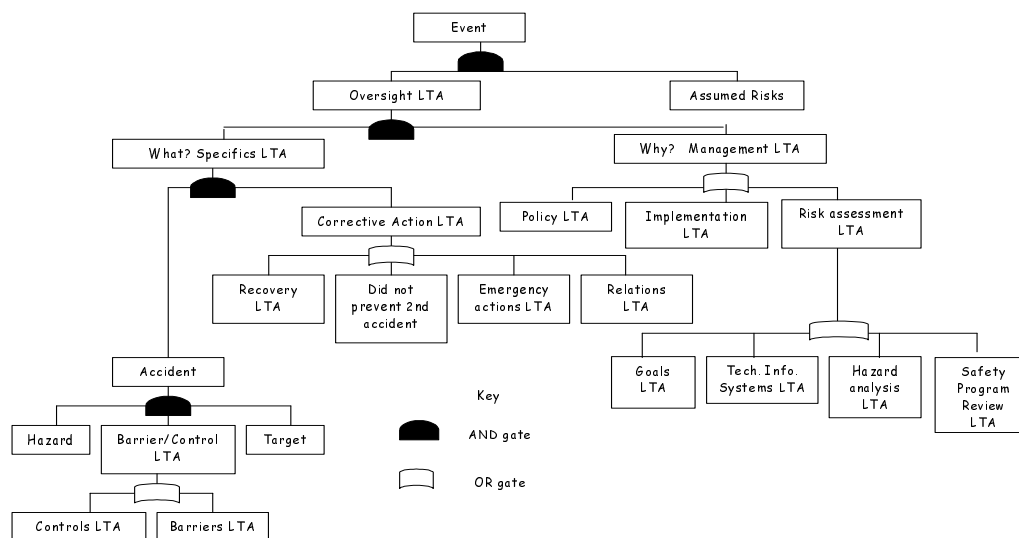 Event
Oversight LTA
Assumed Risks
What? Specifics LTA
Why? Management LTA
Corrective Action LTA
Policy LTA
Implementation
LTA
Risk assessment
LTA
Recovery
LTA
Did not
prevent 2nd
accident
Emergency
actions LTA
Relations
LTA
Accident
Goals
LTA
Tech. Info.
Systems LTA
Hazard
analysis
LTA
Safety
Program
Review
LTA
Key
Hazard
Barrier/Control
LTA
Target
AND gate
OR gate
Controls LTA
Barriers LTA